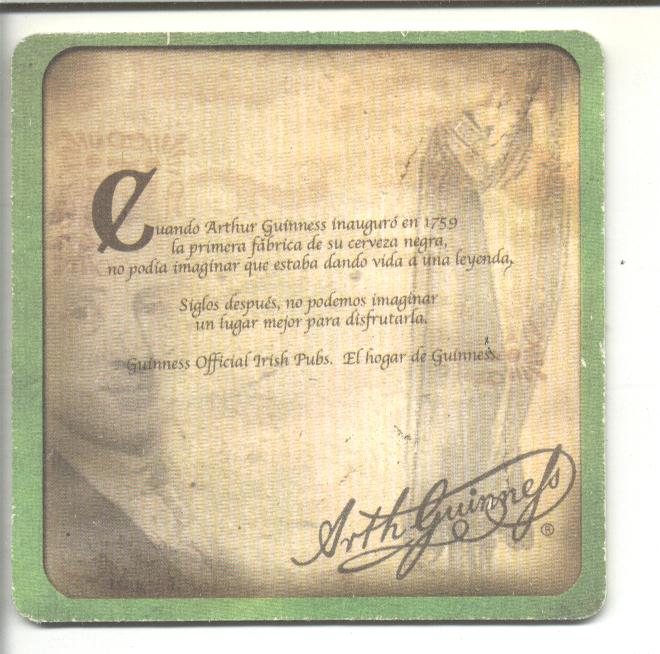 Cuando Arthur Guinness inauguró en 1759
la primera fábrica de su cerveza negra,
no podía imaginar que estaba dando vida a una leyenda,
Siglos después, no podemos imaginar
un lugar mejor para disfrutarla.
Guinness Official Irish Pubs. El hogar de Guinness.
Arth Guinness ®